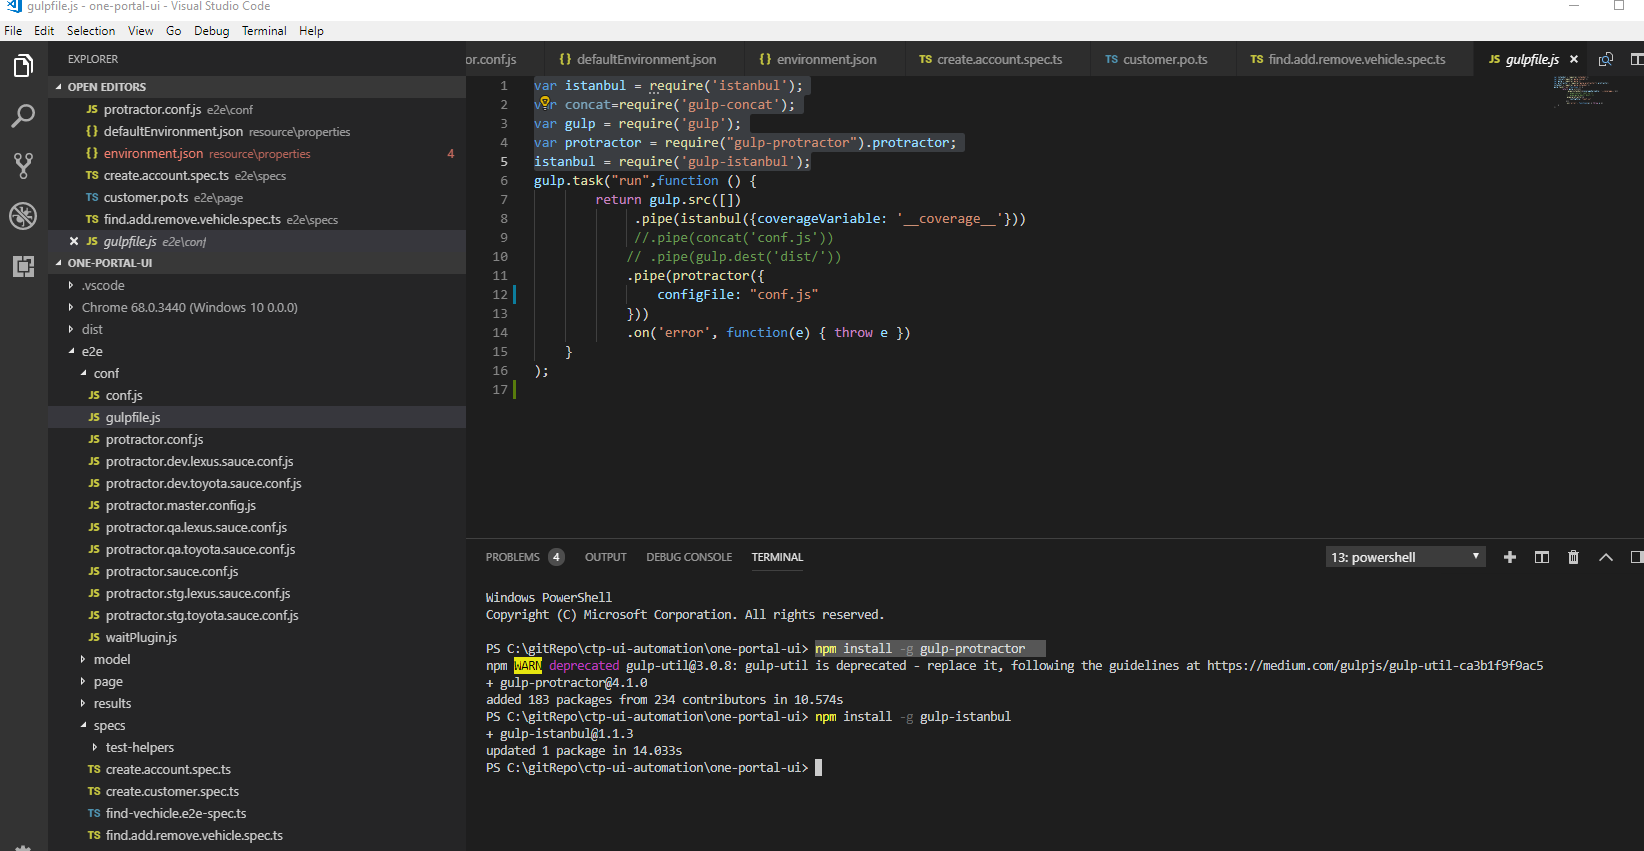 gulpfile.js - one-portal-ui - Visual Studio Code
File Edit Selection View Go Debug Terminal Help
EXPLORER
OPEN EDITORS
JS protractor.conf.js e2e\conf
{} defaultEnvironment.json resource\properties
{} environment.json resource\properties 4
TS create.account.spec.ts e2e\specs
TS customer.po.ts e2e\page
TS find.add.remove.vehicle.spec.ts e2e\specs
JS gulpfile.js e2e\conf
ONE-PORTAL-UI
.vscode
Chrome 68.0.3440 (Windows 10 0.0.0)
dist
e2e
conf
JS conf.js
JS gulpfile.js
JS protractor.conf.js
JS protractor.dev.lexus.sauce.conf.js
JS protractor.dev.toyota.sauce.conf.js
JS protractor.master.config.js
JS protractor.qa.lexus.sauce.conf.js
JS protractor.qa.toyota.sauce.conf.js
JS protractor.sauce.conf.js
JS protractor.stg.lexus.sauce.conf.js
JS protractor.stg.toyota.sauce.conf.js
JS waitPlugin.js
model
page
results
specs
test-helpers
TS create.account.spec.ts
TS create.customer.spec.ts
TS find-vechicle.e2e-spec.ts
TS find.add.remove.vehicle.spec.ts
or.conf.js {} defaultEnvironment.json {} environment.json TS create.account.spec.ts TS customer.po.ts TS find.add.remove.vehicle.spec.ts JS gulpfile.js
1 var istanbul = require('istanbul');
2 var concat=require('gulp-concat');
3 var gulp = require('gulp');
4 var protractor = require("gulp-protractor").protractor;
5 istanbul = require('gulp-istanbul');
6 gulp.task("run",function () {
7 return gulp.src([])
8 .pipe(istanbul({coverageVariable: '__coverage__'}))
9 //.pipe(concat('conf.js'))
10 // .pipe(gulp.dest('dist/'))
11 .pipe(protractor({
12 configFile: "conf.js"
13 }))
14 .on('error', function(e) { throw e })
15 }
16 );
17
PROBLEMS 4 OUTPUT DEBUG CONSOLE TERMINAL 13: powershell
Windows PowerShell
Copyright (C) Microsoft Corporation. All rights reserved.
PS C:\gitRepo\ctp-ui-automation\one-portal-ui> npm install -g gulp-protractor
npm WARN deprecated gulp-util@3.0.8: gulp-util is deprecated - replace it, following the guidelines at https://medium.com/gulpjs/gulp-util-ca3b1f9f9ac5
+ gulp-protractor@4.1.0
added 183 packages from 234 contributors in 10.574s
PS C:\gitRepo\ctp-ui-automation\one-portal-ui> npm install -g gulp-istanbul
+ gulp-istanbul@1.1.3
updated 1 package in 14.033s
PS C:\gitRepo\ctp-ui-automation\one-portal-ui>